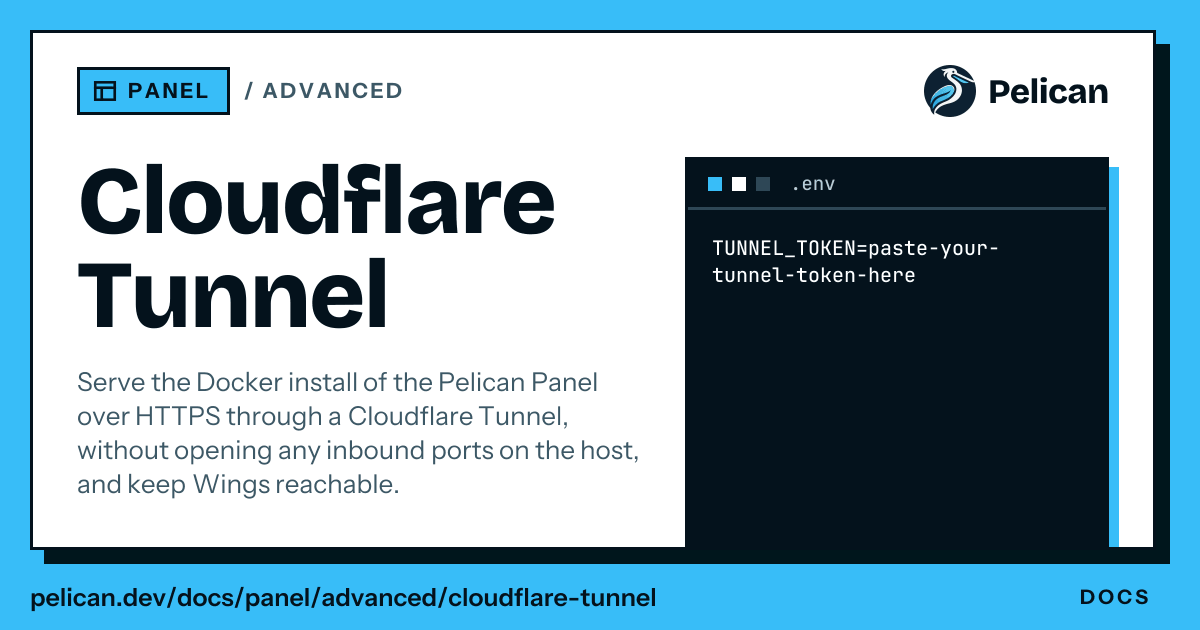 PANEL / ADVANCED
Pelican
Cloudflare
Tunnel
Serve the Docker install of the Pelican Panel
over HTTPS through a Cloudflare Tunnel,
without opening any inbound ports on the host,
and keep Wings reachable.
.env
TUNNEL_TOKEN=paste-your-
tunnel-token-here
pelican.dev/docs/panel/advanced/cloudflare-tunnel
DOCS